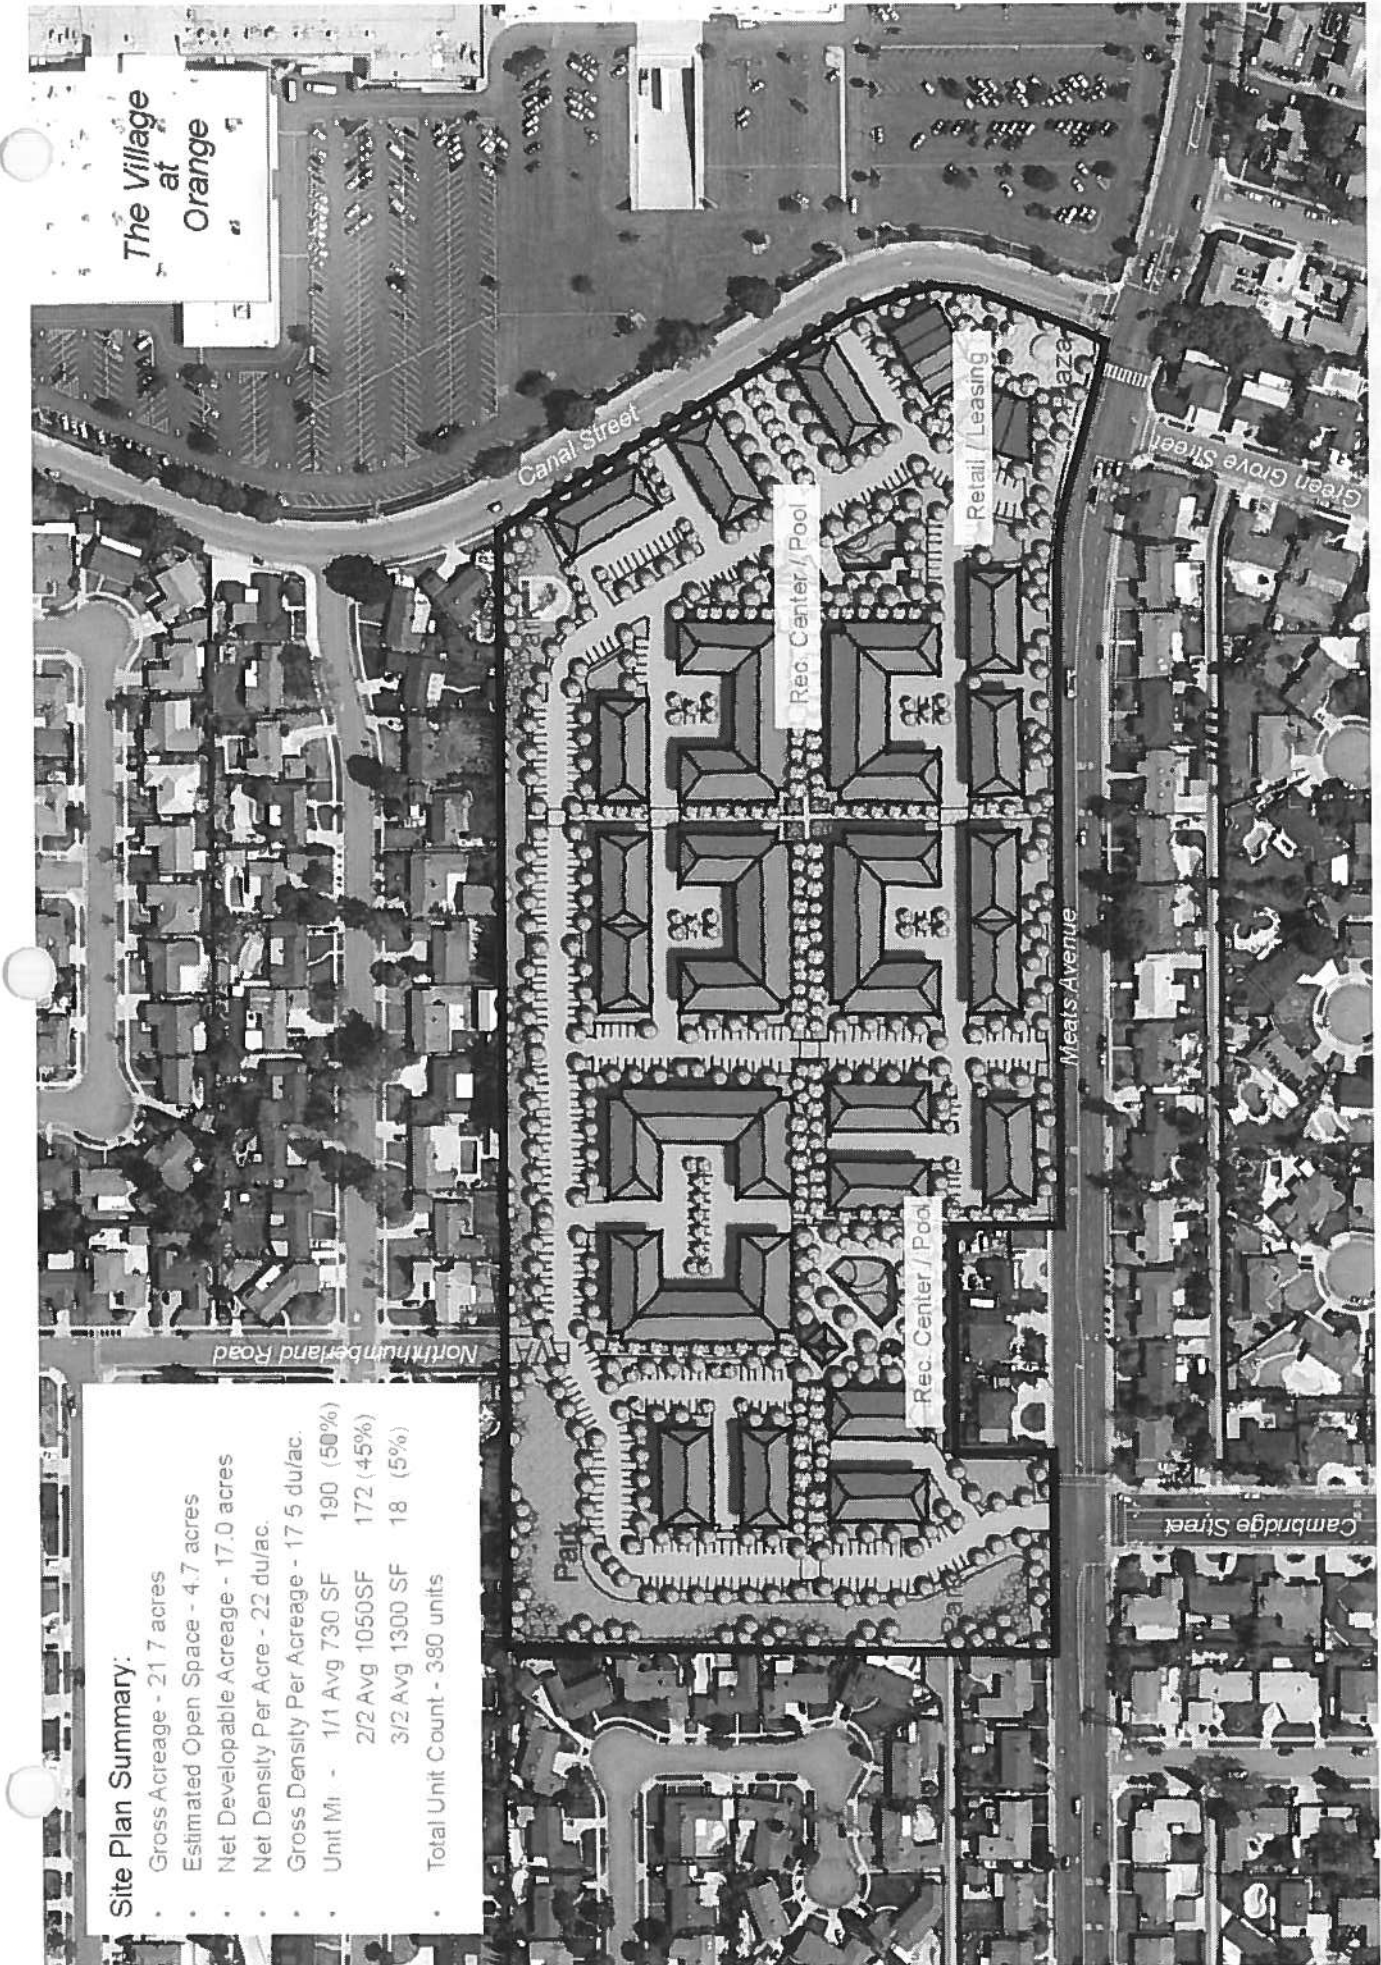 The Village
at
Orange
Site Plan Summary:
• Gross Acreage - 21 7 acres
• Estimated Open Space - 4.7 acres
• Net Developable Acreage - 17.0 acres
• Net Density Per Acre - 22 du/ac.
• Gross Density Per Acreage - 17 5 du/ac.
• Unit Mi - 1/1 Avg 730 SF 190 (50%)
2/2 Avg 1050SF 172 (45%)
3/2 Avg 1300 SF 18 (5%)
• Total Unit Count - 380 units
Canal Street
Retail / Leasing
Rec. Center / Pool
Green Grove Street
Meats Avenue
Rec. Center / Pool
Northumberland Road
Park
Cambridge Street